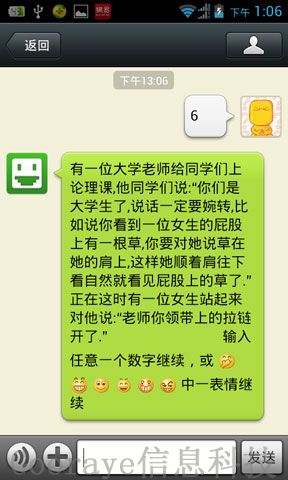 下午 1:06
返回
下午13:06
6
有一位大学老师给同学们上
论理课,他同学们说:“你们是
大学生了,说话一定要婉转,比
如说你看到一位女生的屁股
上有一根草,你要对她说草在
她的肩上,这样她顺着肩往下
看自然就看见屁股上的草了.”
正在这时有一位女生站起来
对他说:“老师你领带上的拉链
开了.” 输入
任意一个数字继续，或
中一表情继
续
发送
ooraye信息科技